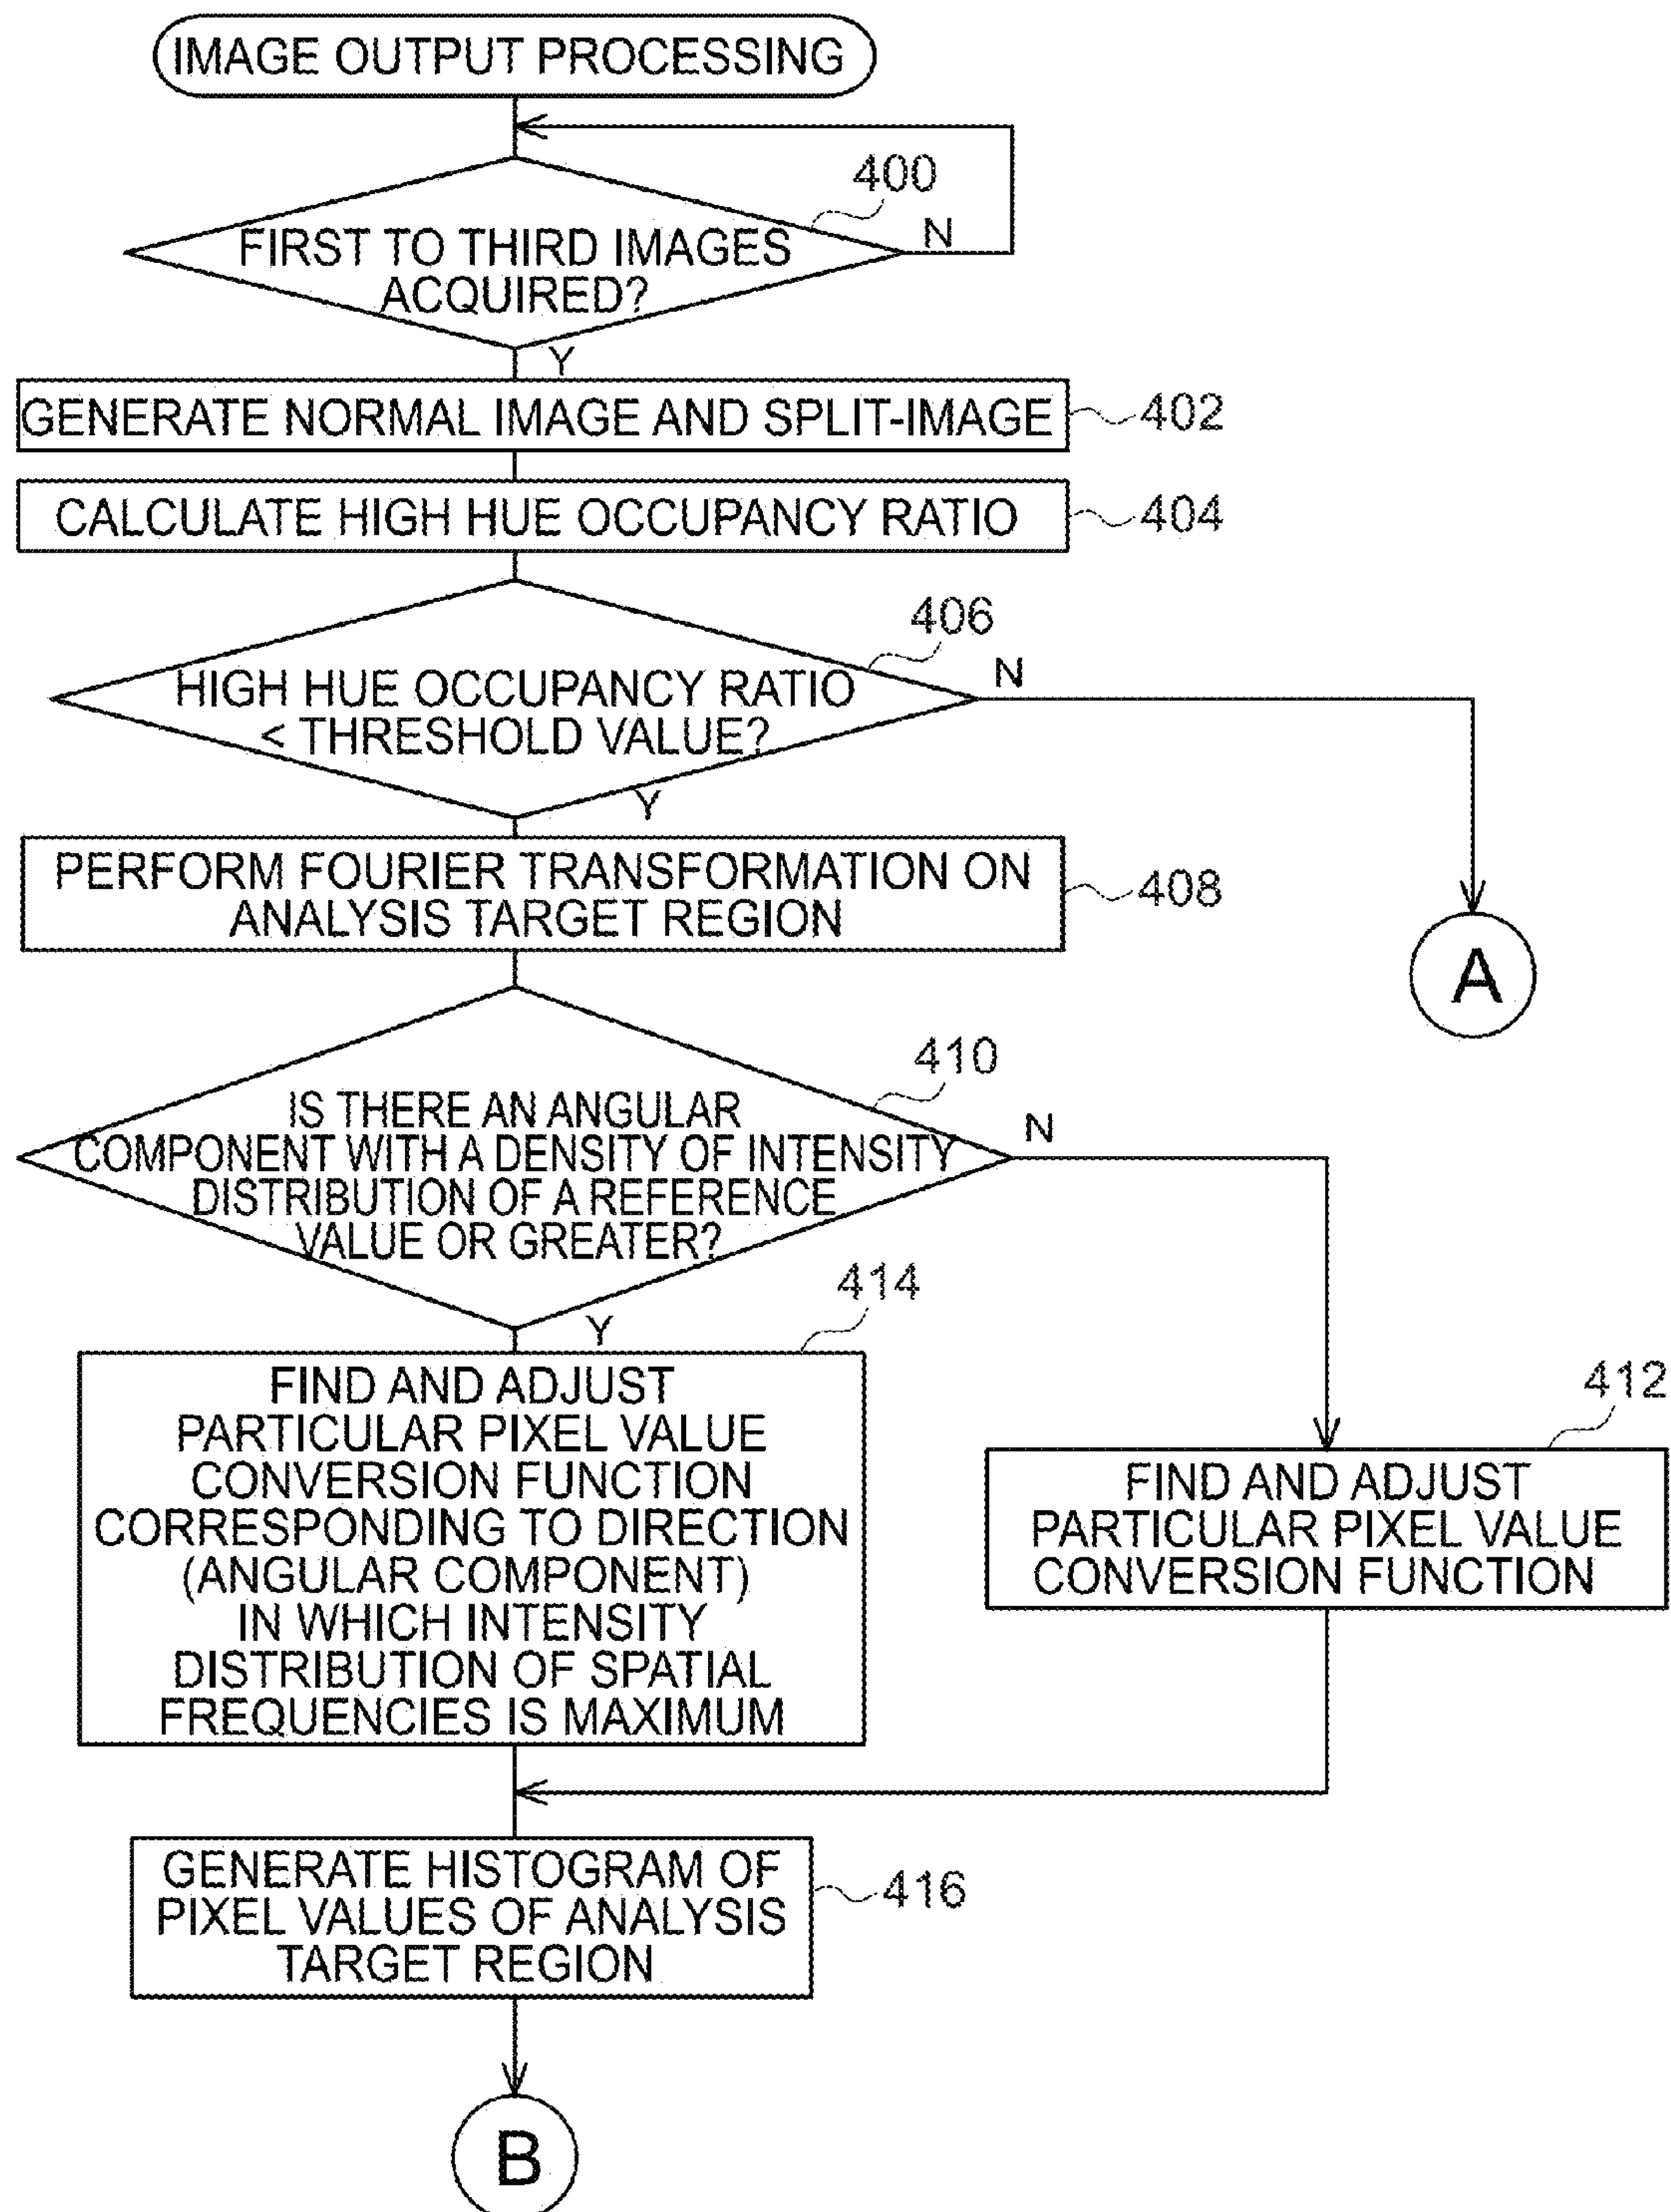 IMAGE OUTPUT PROCESSING
400
N
FIRST TO THIRD IMAGES
ACQUIRED?
Y
GENERATE NORMAL IMAGE AND SPLIT-IMAGE
402
CALCULATE HIGH HUE OCCUPANCY RATIO
404
406
N
HIGH HUE OCCUPANCY RATIO
< THRESHOLD VALUE?
Y
PERFORM FOURIER TRANSFORMATION ON
ANALYSIS TARGET REGION
408
A
410
N
IS THERE AN ANGULAR
COMPONENT WITH A DENSITY OF INTENSITY
DISTRIBUTION OF A REFERENCE
VALUE OR GREATER?
Y
414
FIND AND ADJUST
PARTICULAR PIXEL VALUE
CONVERSION FUNCTION
CORRESPONDING TO DIRECTION
(ANGULAR COMPONENT)
IN WHICH INTENSITY
DISTRIBUTION OF SPATIAL
FREQUENCIES IS MAXIMUM
412
FIND AND ADJUST
PARTICULAR PIXEL VALUE
CONVERSION FUNCTION
GENERATE HISTOGRAM OF
PIXEL VALUES OF ANALYSIS
TARGET REGION
416
B